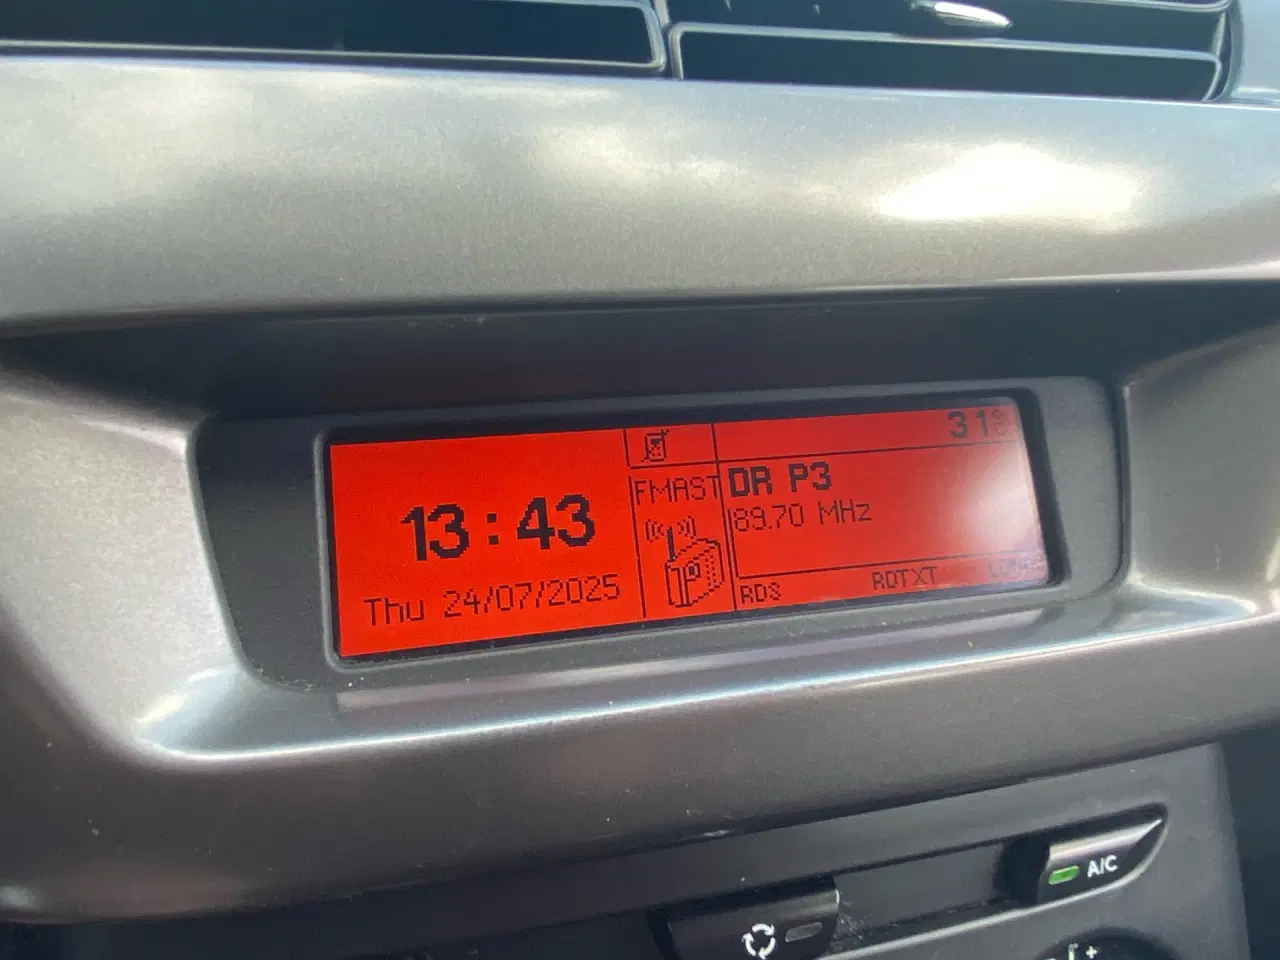 31°C
FMAST
DR P3
89.70 MHz
13:43
Thu 24/07/2025
RDS
RDTXT
A/C